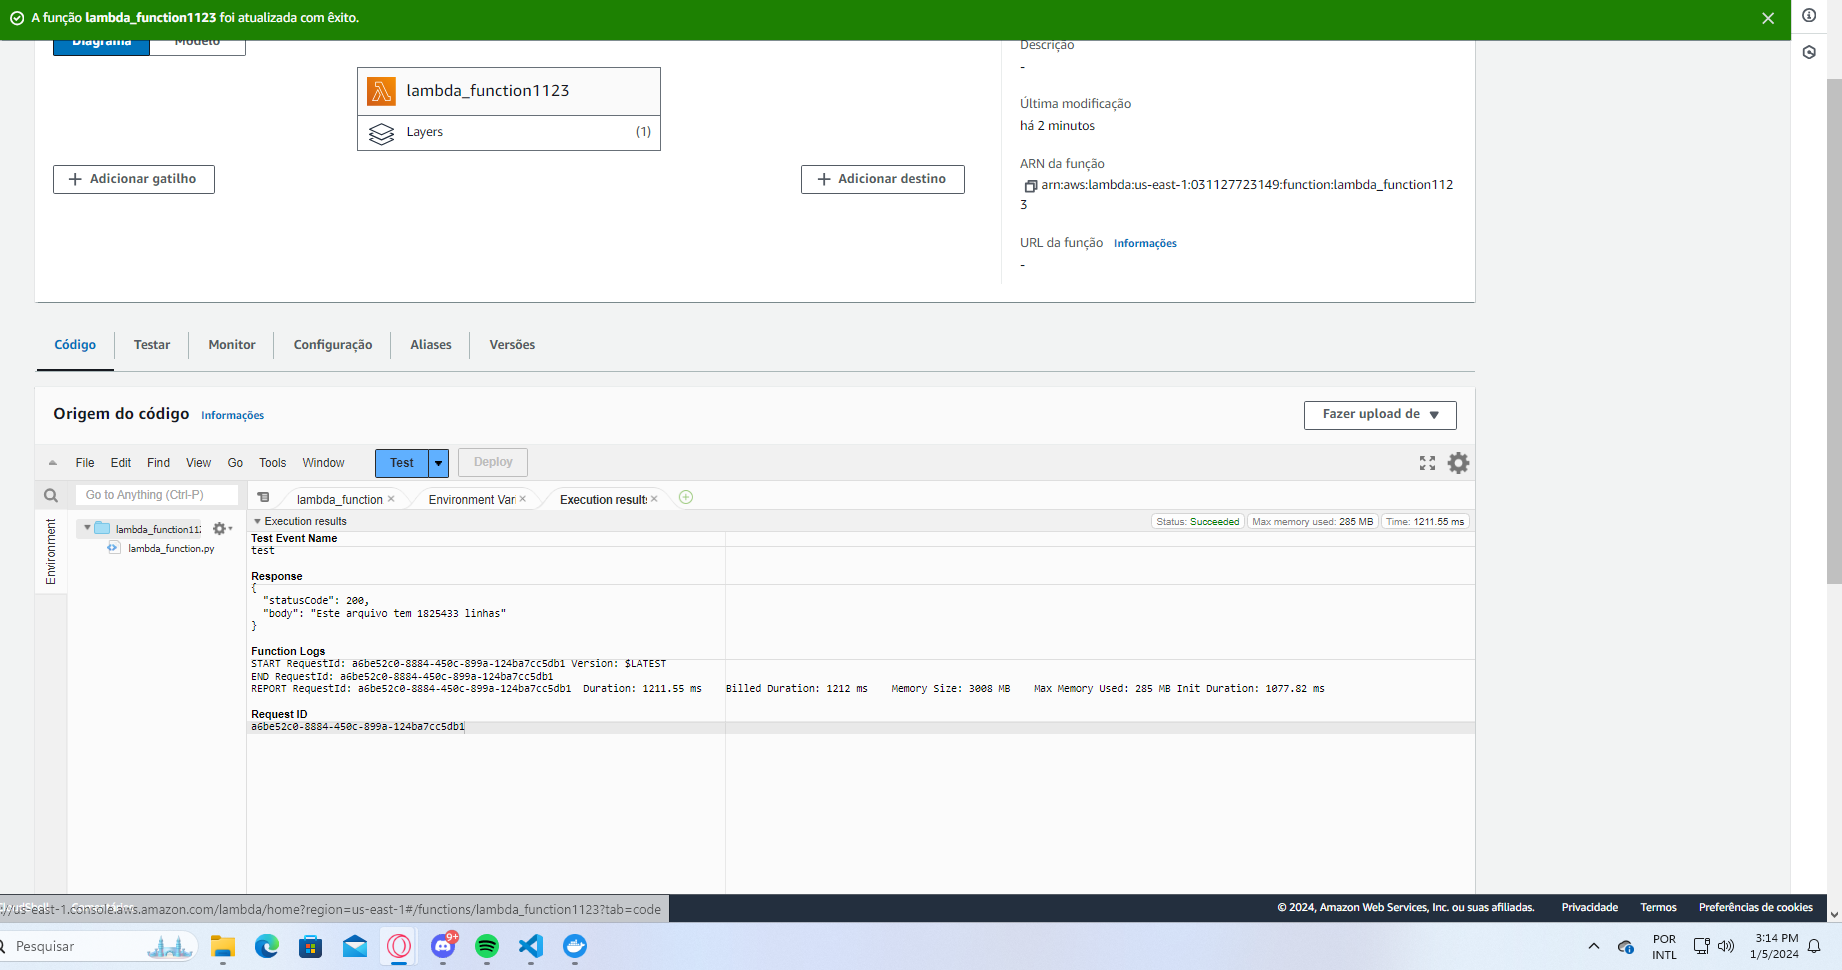 A função lambda_function1123 foi atualizada com êxito.
Diagrama
Modelo
lambda_function1123
Layers
(1)
Adicionar gatilho
Adicionar destino
Descrição
-
Última modificação
há 2 minutos
ARN da função
arn:aws:lambda:us-east-1:031127723149:function:lambda_function112
3
URL da função Informações
-
Código
Testar
Monitor
Configuração
Aliases
Versões
Origem do código Informações
Fazer upload de
File Edit Find View Go Tools Window
Test
Deploy
Go to Anything (Ctrl-P)
lambda_function
Environment Var
Execution results
Environment
lambda_function112
lambda_function.py
Execution results
Status: Succeeded
Max memory used: 285 MB
Time: 1211.55 ms
Test Event Name
test
Response
{
"statusCode": 200,
"body": "Este arquivo tem 1825433 linhas"
}
Function Logs
START RequestId: a6be52c0-8884-450c-899a-124ba7cc5db1 Version: $LATEST
END RequestId: a6be52c0-8884-450c-899a-124ba7cc5db1
REPORT RequestId: a6be52c0-8884-450c-899a-124ba7cc5db1 Duration: 1211.55 ms Billed Duration: 1212 ms Memory Size: 3008 MB Max Memory Used: 285 MB Init Duration: 1077.82 ms
Request ID
a6be52c0-8884-450c-899a-124ba7cc5db1
://us-east-1.console.aws.amazon.com/lambda/home?region=us-east-1#/functions/lambda_function1123?tab=code
© 2024, Amazon Web Services, Inc. ou suas afiliadas.
Privacidade
Termos
Preferências de cookies
Pesquisar
9+
POR
INTL
3:14 PM
1/5/2024